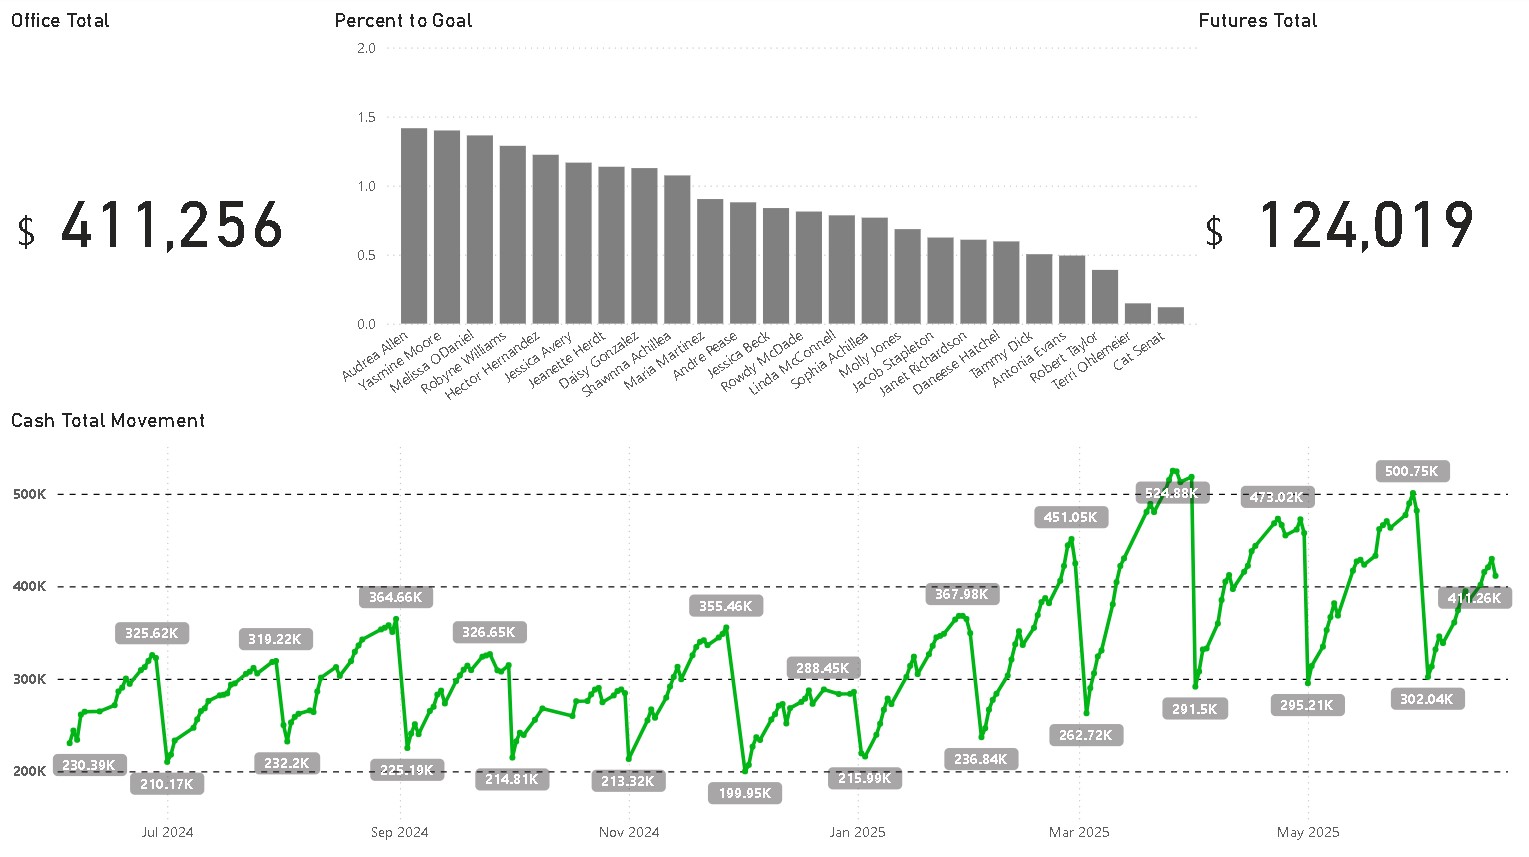 Office Total
$ 411,256
Percent to Goal
2.0
1.5
1.0
0.5
0.0
Audrea Allen
Yasmine Moore
Melissa ODaniel
Robyne Williams
Hector Hernandez
Jessica Avery
Jeanette Herdt
Daisy Gonzalez
Shawnna Achillea
Maria Martinez
Andre Pease
Jessica Beck
Rowdy McDade
Linda McConnell
Sophia Achillea
Molly Jones
Jacob Stapleton
Janet Richardson
Daneese Hatchel
Tammy Dick
Antoria Evans
Robert Taylor
Terri Ohlemeier
Cat Senat
Futures Total
$ 124,019
Cash Total Movement
500K
400K
300K
200K
230.39K
325.62K
210.17K
319.22K
232.2K
364.66K
225.19K
326.65K
214.81K
213.32K
355.46K
199.95K
288.45K
215.99K
367.98K
236.84K
451.05K
262.72K
524.88K
291.5K
473.02K
295.21K
500.75K
302.04K
411.26K
Jul 2024
Sep 2024
Nov 2024
Jan 2025
Mar 2025
May 2025